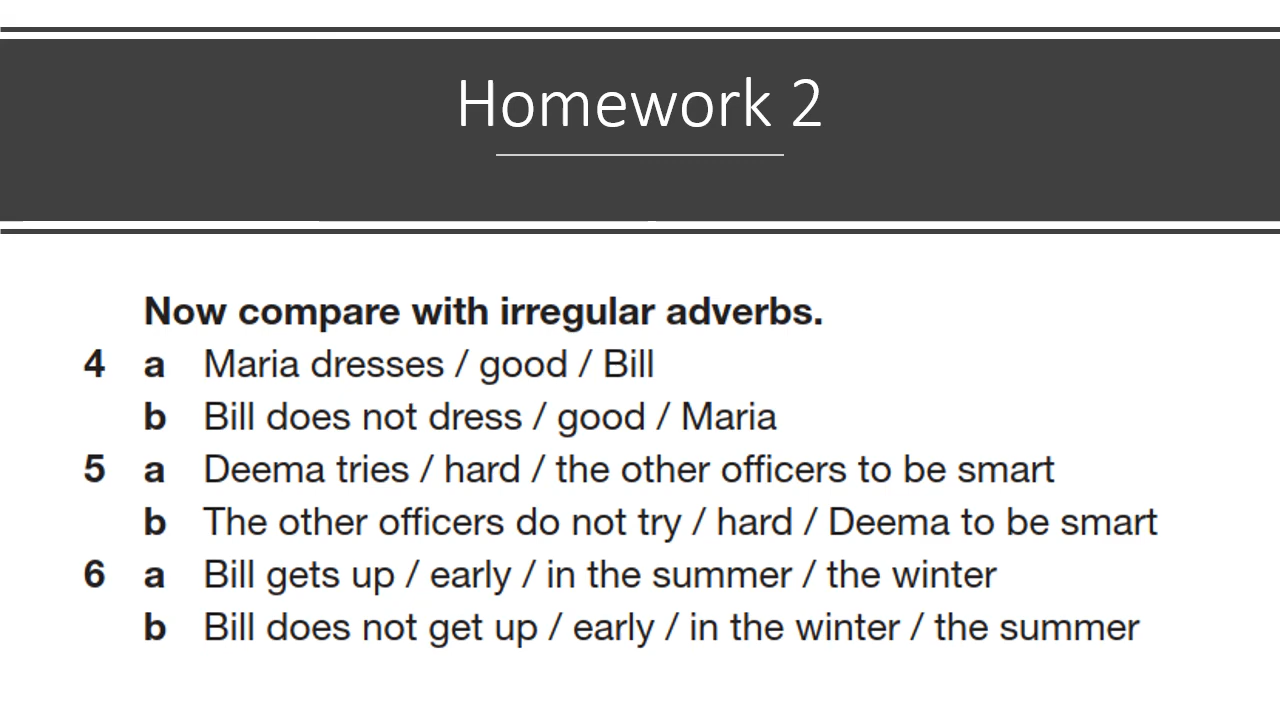 Homework 2
Now compare with irregular adverbs.
4 a Maria dresses / good / Bill
b Bill does not dress / good / Maria
5 a Deema tries / hard / the other officers to be smart
b The other officers do not try / hard / Deema to be smart
6 a Bill gets up / early / in the summer / the winter
b Bill does not get up / early / in the winter / the summer